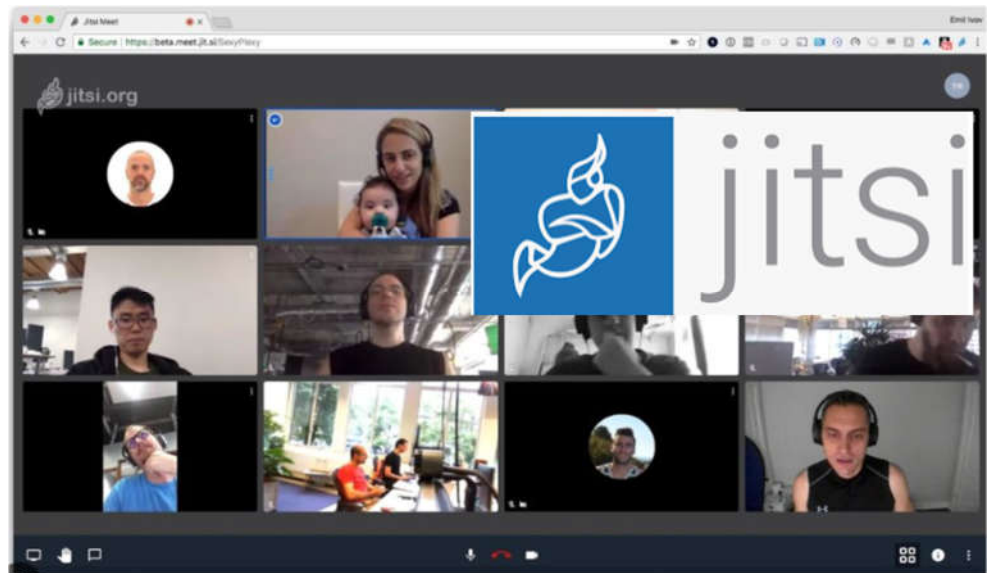 Jitsi Meet
Emil Ivov
Secure | https://beta.meet.jit.si/SexyPlexy
jitsi.org
jitsi